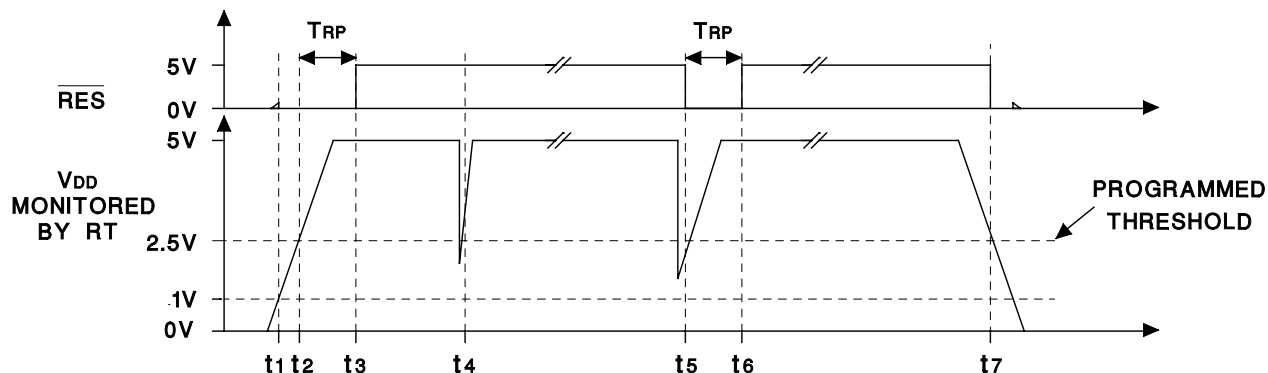 TRP
TRP
5V
RES
0V
5V
VDD
MONITORED
BY RT
PROGRAMMED
THRESHOLD
2.5V
1V
0V
t1 t2 t3 t4 t5 t6 t7